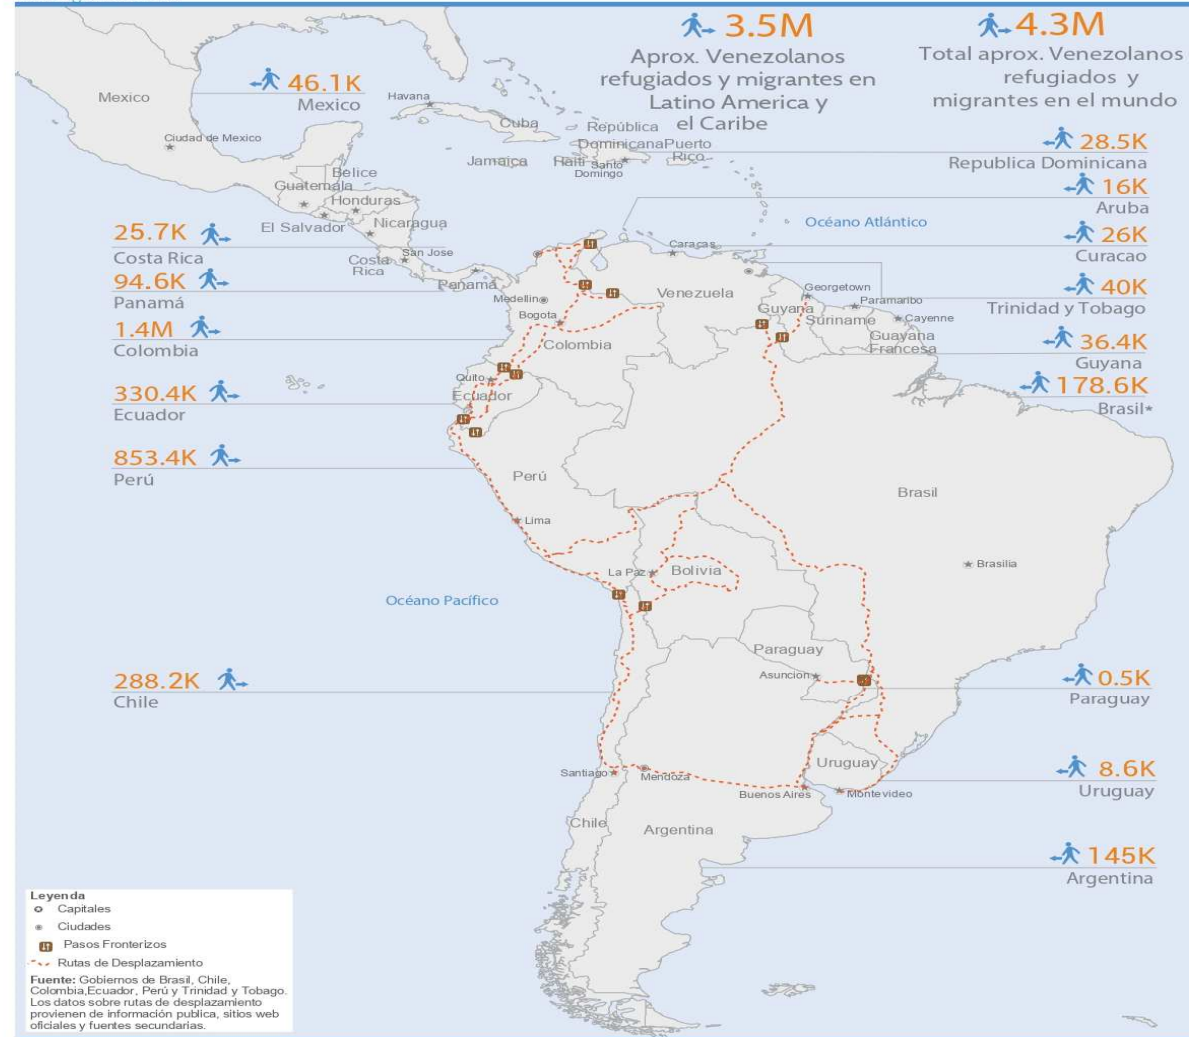 3.5M
Aprox. Venezolanos
refugiados y migrantes en
Latino America y
el Caribe
4.3M
Total aprox. Venezolanos
refugiados y
migrantes en el mundo
46.1K
Mexico
25.7K
Costa Rica
94.6K
Panamá
1.4M
Colombia
330.4K
Ecuador
853.4K
Perú
288.2K
Chile
28.5K
Republica Dominicana
16K
Aruba
26K
Curacao
40K
Trinidad y Tobago
36.4K
Guyana
178.6K
Brasil*
0.5K
Paraguay
8.6K
Uruguay
145K
Argentina
Mexico
Ciudad de Mexico
Havana
Cuba
República
Dominicana
Puerto
Rico
Jamaica
Haiti
Santo
Domingo
Belice
Guatemala
Honduras
El Salvador
Nicaragua
San Jose
Costa
Rica
Panamá
Océano Atlántico
Caracas
Venezuela
Medellin
Bogota
Colombia
Georgetown
Paramaribo
Guyana
Suriname
Cayenne
Guayana
Francesa
Quito
Ecuador
Perú
Lima
Brasil
Brasilia
La Paz
Bolivia
Océano Pacífico
Paraguay
Asuncion
Uruguay
Santiago
Mendoza
Buenos Aires
Montevideo
Chile
Argentina
Leyenda
Capitales
Ciudades
Pasos Fronterizos
Rutas de Desplazamiento
Fuente: Gobiernos de Brasil, Chile,
Colombia,Ecuador, Perú y Trinidad y Tobago.
Los datos sobre rutas de desplazamiento
provienen de información publica, sitios web
oficiales y fuentes secundarias.